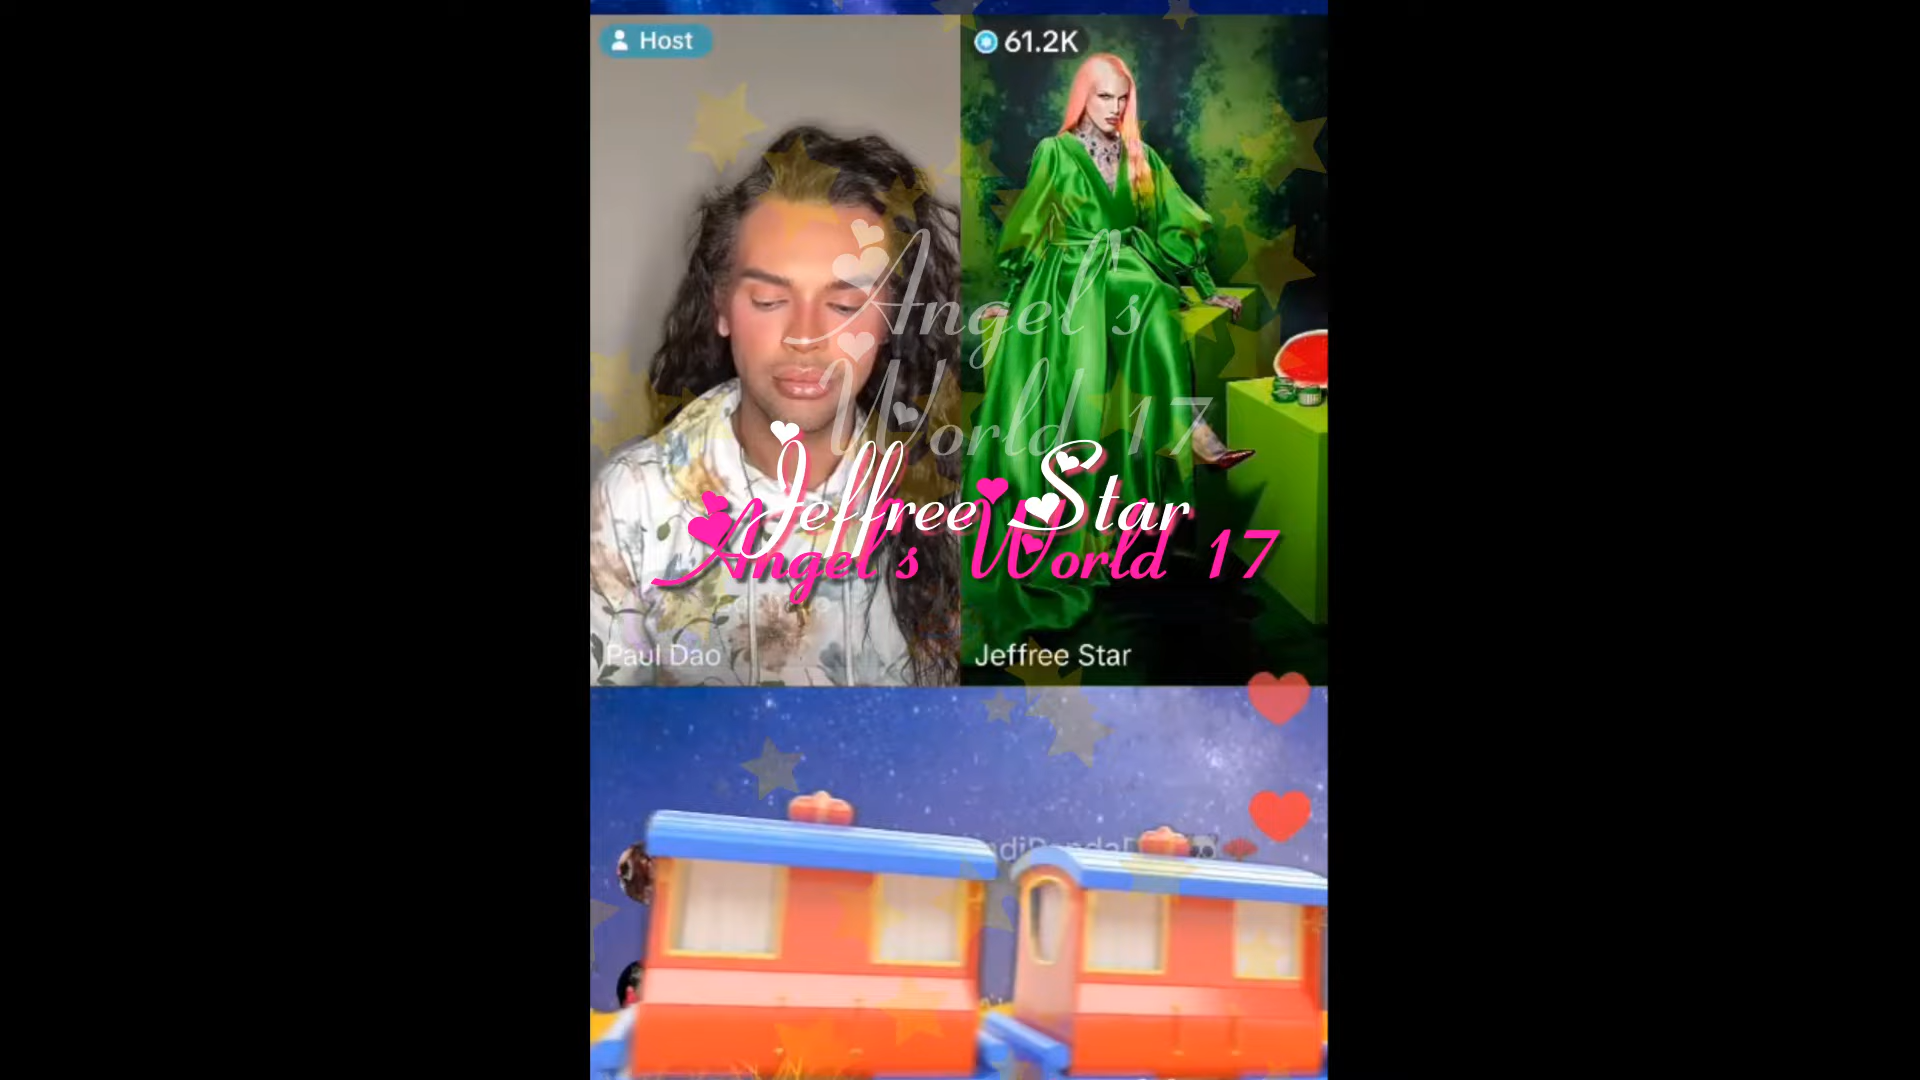 Host
61.2K
Angel's
World 17
Jeffree Star
Angel's World 17
Paul Dao
Jeffree Star